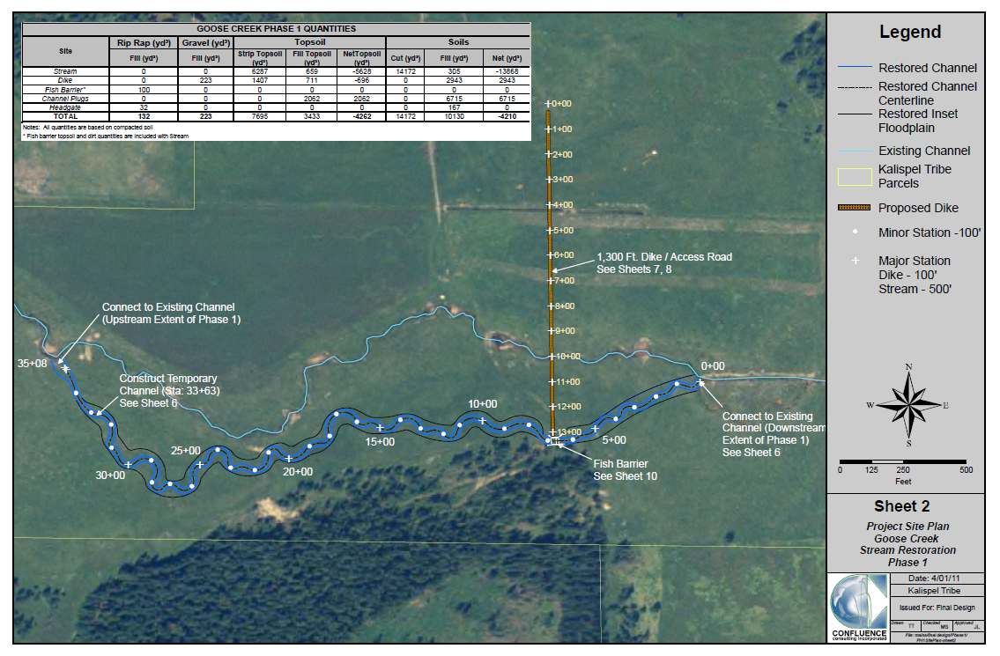 GOOSE CREEK PHASE 1 QUANTITIES
Site Rip Rap (yd³) Gravel (yd³) Topsoil Soils
Fill (yd³) Fill (yd³) Strip Topsoil (yd³) Fill Topsoil (yd³) NetTopsoil (yd³) Cut (yd³) Fill (yd³) Net (yd³)
Stream 0 0 6287 659 -5628 14172 305 -13868
Dike 0 223 1407 711 -696 0 2943 2943
Fish Barrier* 100 0 0 0 0 0 0 0
Channel Plugs 0 0 0 2062 2062 0 6715 6715
Headgate 32 0 0 0 0 0 167 0
TOTAL 132 223 7695 3433 -4262 14172 10130 -4210
Notes: All quantities are based on compacted soil
* Fish barrier topsoil and dirt quantities are included with Stream
0+00
1+00
2+00
3+00
4+00
5+00
6+00
1,300 Ft. Dike / Access Road
See Sheets 7, 8
7+00
8+00
9+00
10+00
11+00
12+00
13+00
Connect to Existing Channel
(Upstream Extent of Phase 1)
35+08
Construct Temporary
Channel (Sta: 33+63)
See Sheet 6
30+00
25+00
20+00
15+00
10+00
5+00
0+00
Connect to Existing
Channel (Downstream
Extent of Phase 1)
See Sheet 6
Fish Barrier
See Sheet 10
Legend
Restored Channel
Restored Channel
Centerline
Restored Inset
Floodplain
Existing Channel
Kalispel Tribe
Parcels
Proposed Dike
Minor Station -100'
Major Station
Dike - 100'
Stream - 500'
N
W E
S
0 125 250 500
Feet
Sheet 2
Project Site Plan
Goose Creek
Stream Restoration
Phase 1
CONFLUENCE
consulting incorporated
Date: 4/01/11
Kalispel Tribe
Issued For: Final Design
Drawn TT Checked MS Approved JL
File: mains/final design/Phase1/
PH1SitePlan-sheet2